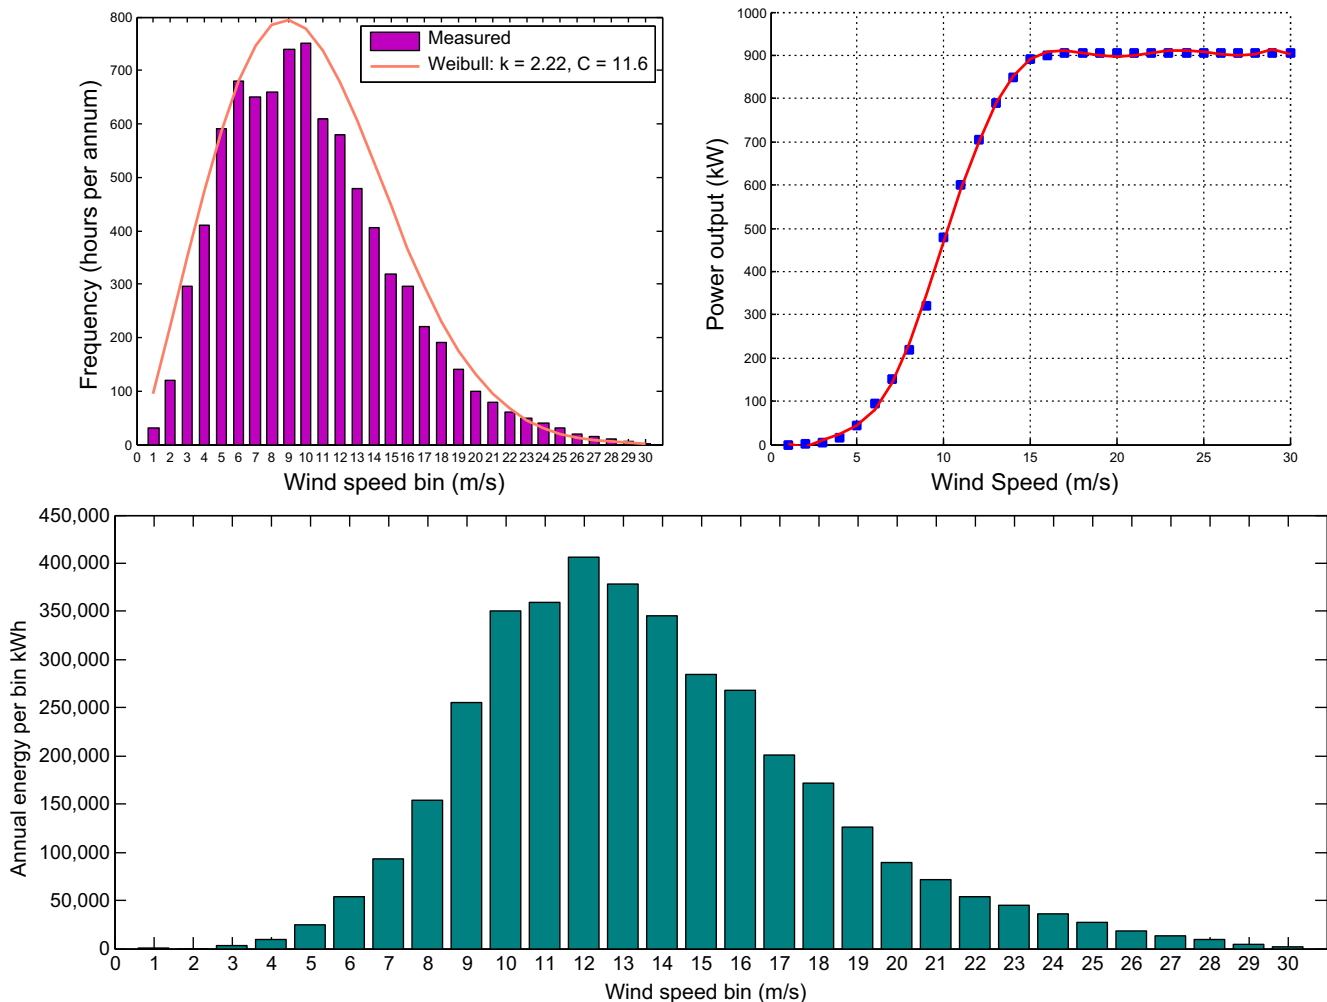 800
700
600
500
400
300
200
100
0
Frequency (hours per annum)
Measured
Weibull: k = 2.22, C = 11.6
0 1 2 3 4 5 6 7 8 9 10 11 12 13 14 15 16 17 18 19 20 21 22 23 24 25 26 27 28 29 30
Wind speed bin (m/s)
1000
900
800
700
600
500
400
300
200
100
0
Power output (kW)
0 5 10 15 20 25 30
Wind Speed (m/s)
450,000
400,000
350,000
300,000
250,000
200,000
150,000
100,000
50,000
0
Annual energy per bin kWh
0 1 2 3 4 5 6 7 8 9 10 11 12 13 14 15 16 17 18 19 20 21 22 23 24 25 26 27 28 29 30
Wind speed bin (m/s)